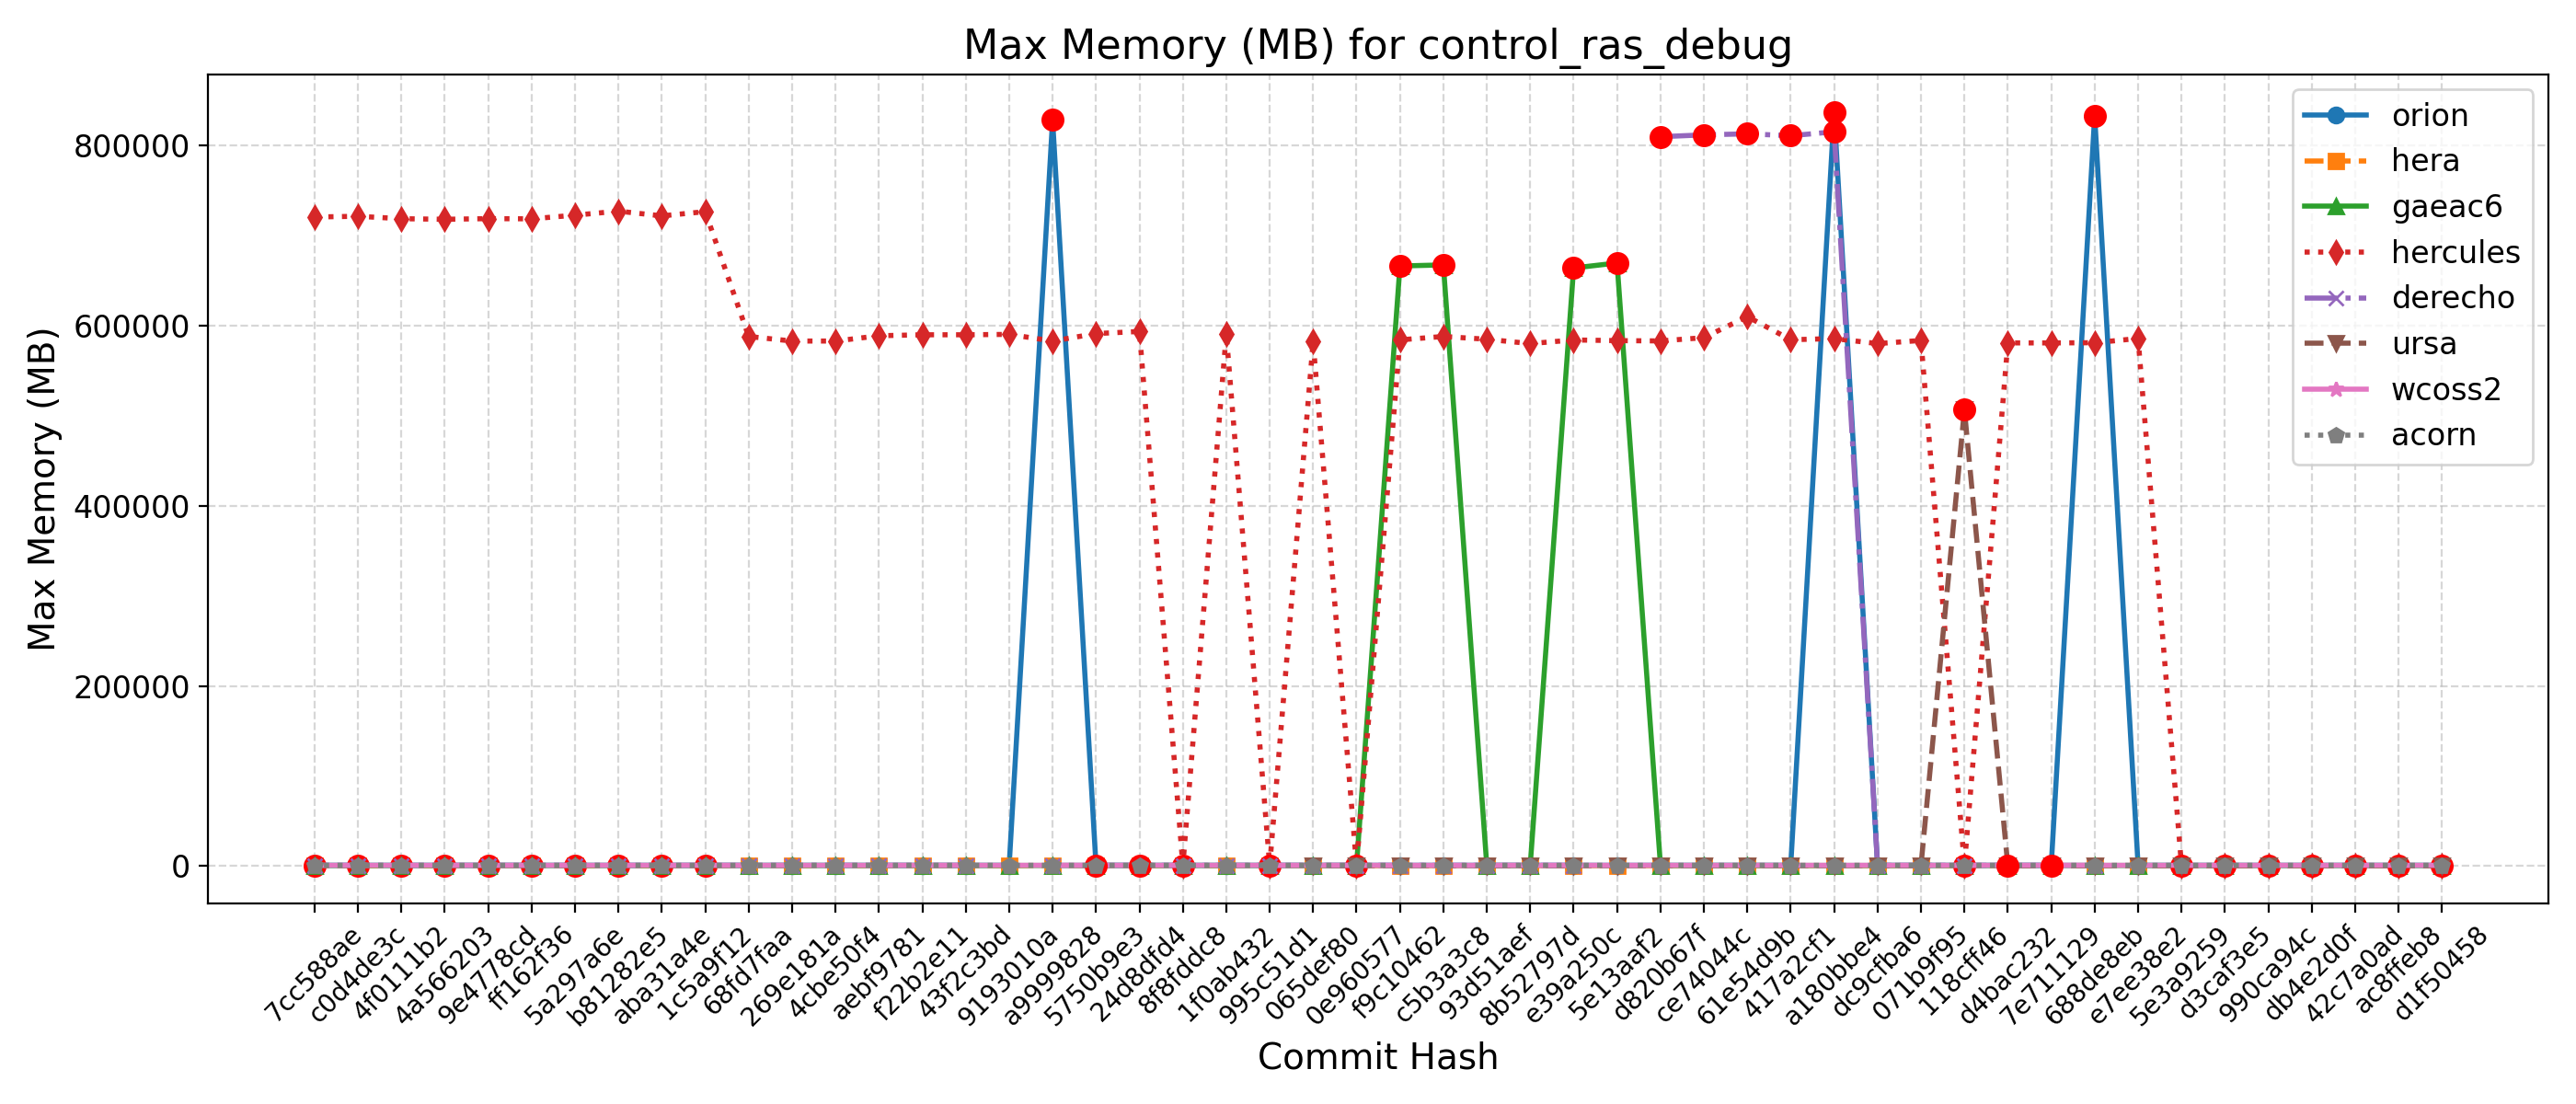 Max Memory (MB) for control_ras_debug
Max Memory (MB)
800000
600000
400000
200000
0
orion
hera
gaeac6
hercules
derecho
ursa
wcoss2
acorn
7cc588ae
c0d4de3c
4f0111b2
4a566203
9e4778cd
ff162f36
5a297a6e
b81282e5
aba31a4e
1c5a9f12
68fd7faa
269e181a
4cbe50f4
aebf9781
f22b2e11
43f2c3bd
9193010a
a9999828
5750b9e3
24d8dfd4
8f8fddc8
1f0ab432
995c51d1
065def80
0e960577
f9c10462
c5b3a3c8
93d51aef
8b52797d
e39a250c
5e13aaf2
d820b67f
ce74044c
61e54d9b
417a2cf1
a180bbe4
dc9cfba6
071b9f95
118cff46
d4bac232
7e711129
688de8eb
e7ee38e2
5e3a9259
d3caf3e5
990ca94c
db4e2d0f
42c7a0ad
ac8ffeb8
d1f50458
Commit Hash